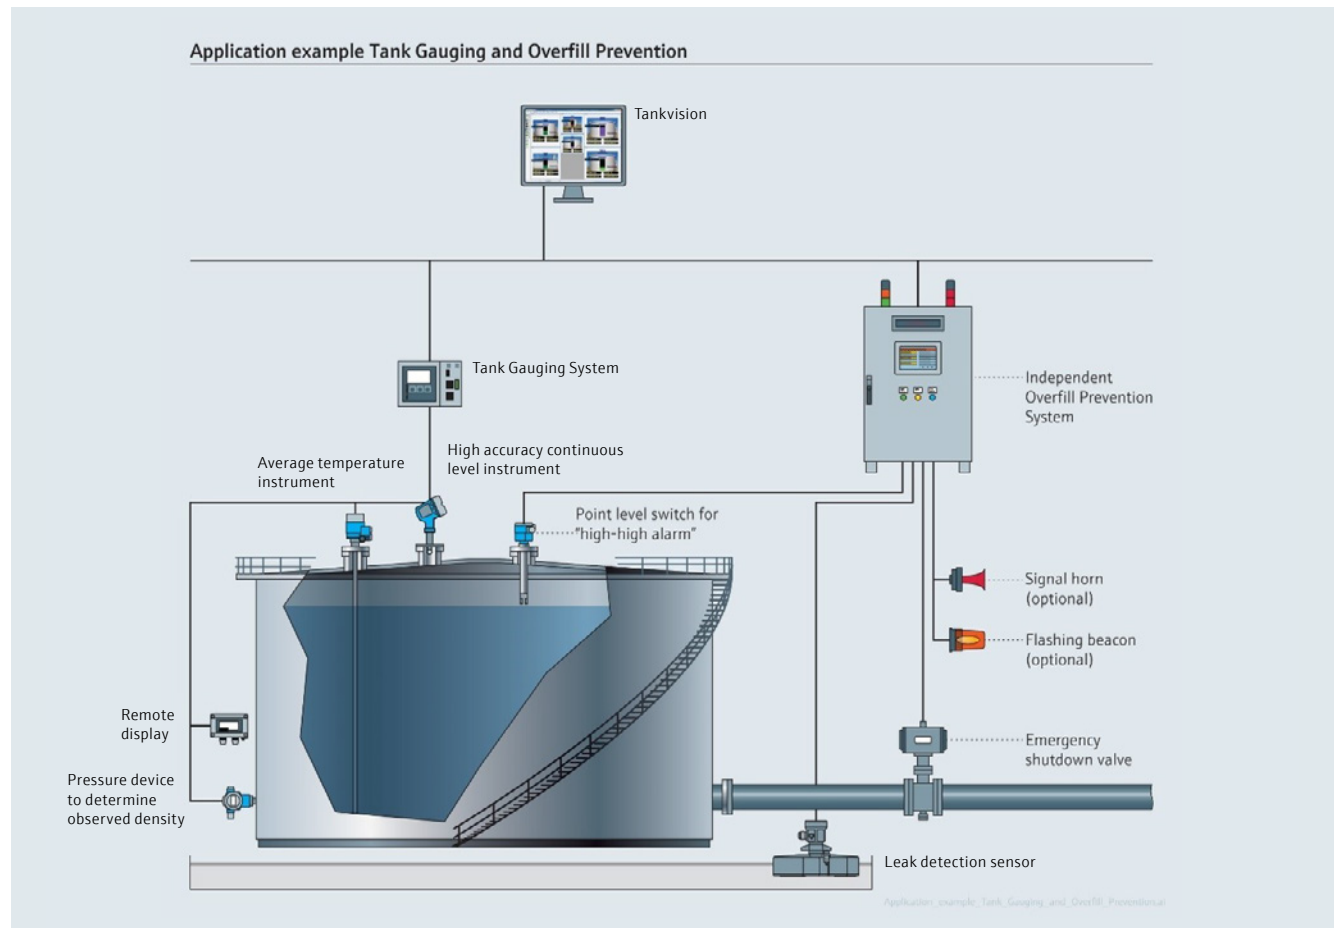 Application example Tank Gauging and Overfill Prevention
Tankvision
Tank Gauging System
Independent
Overfill Prevention
System
High accuracy continuous
level instrument
Average temperature
instrument
Point level switch for
"high-high alarm"
Signal horn
(optional)
Flashing beacon
(optional)
Remote
display
Emergency
shutdown valve
Pressure device
to determine
observed density
Leak detection sensor
Application_example_Tank_Gauging_and_Overfill_Prevention.ai